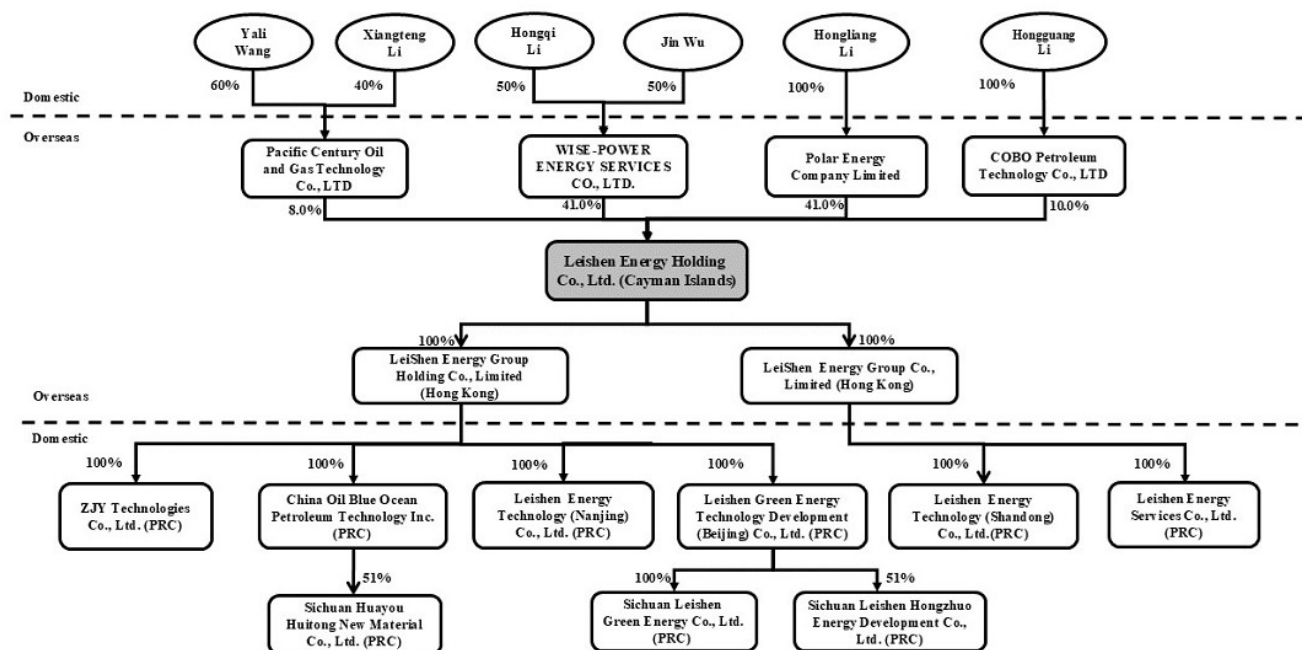 Yali
Wang
Xiangteng
Li
Hongqi
Li
Jin Wu
Hongliang
Li
Hongguang
Li
60%
40%
50%
50%
100%
100%
Domestic
Overseas
Pacific Century Oil
and Gas Technology
Co., LTD
WISE-POWER
ENERGY SERVICES
CO., LTD.
Polar Energy
Company Limited
COBO Petroleum
Technology Co., LTD
8.0%
41.0%
41.0%
10.0%
Leishen Energy Holding
Co., Ltd. (Cayman Islands)
100%
100%
LeiShen Energy Group
Holding Co., Limited
(Hong Kong)
LeiShen Energy Group Co.,
Limited (Hong Kong)
Overseas
Domestic
100%
100%
100%
100%
100%
100%
ZJY Technologies
Co., Ltd. (PRC)
China Oil Blue Ocean
Petroleum Technology Inc.
(PRC)
Leishen Energy
Technology (Nanjing)
Co., Ltd. (PRC)
Leishen Green Energy
Technology Development
(Beijing) Co., Ltd. (PRC)
Leishen Energy
Technology (Shandong)
Co., Ltd.(PRC)
Leishen Energy
Services Co., Ltd.
(PRC)
51%
100%
51%
Sichuan Huayou
Huitong New Material
Co., Ltd. (PRC)
Sichuan Leishen
Green Energy Co., Ltd.
(PRC)
Sichuan Leishen Hongzhuo
Energy Development Co.,
Ltd. (PRC)